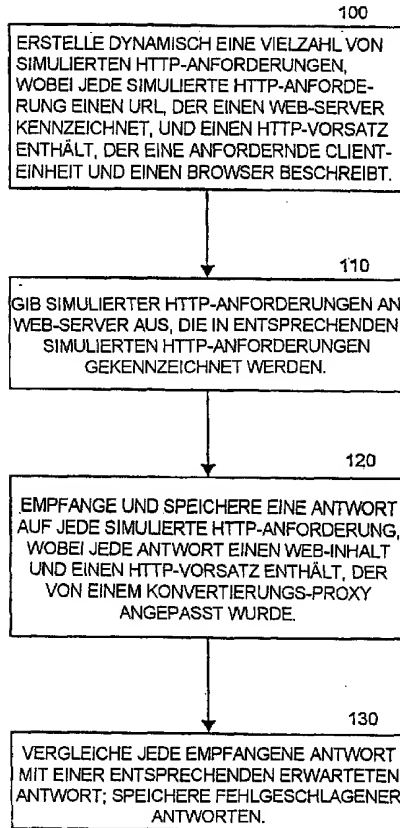 100
ERSTELLE DYNAMISCH EINE VIELZAHL VON
SIMULIERTEN HTTP-ANFORDERUNGEN,
WOBEI JEDE SIMULIERTE HTTP-ANFORDE-
RUNG EINEN URL, DER EINEN WEB-SERVER
KENNZEICHNET, UND EINEN HTTP-VORSATZ
ENTHÄLT, DER EINE ANFORDERNDE CLIENT-
EINHEIT UND EINEN BROWSER BESCHREIBT.
110
GIB SIMULIERTER HTTP-ANFORDERUNGEN AN
WEB-SERVER AUS, DIE IN ENTSPRECHENDEN
SIMULIERTEN HTTP-ANFORDERUNGEN
GEKENNZEICHNET WERDEN.
120
EMPFANGE UND SPEICHERE EINE ANTWORT
AUF JEDE SIMULIERTE HTTP-ANFORDERUNG,
WOBEI JEDE ANTWORT EINEN WEB-INHALT
UND EINEN HTTP-VORSATZ ENTHÄLT, DER
VON EINEM KONVERTIERUNGS-PROXY
ANGEPASST WURDE.
130
VERGLEICHE JEDE EMPFANGENE ANTWORT
MIT EINER ENTSPRECHENDEN ERWARTETEN
ANTWORT; SPEICHERE FEHLGESCHLAGENER
ANTWORTEN.